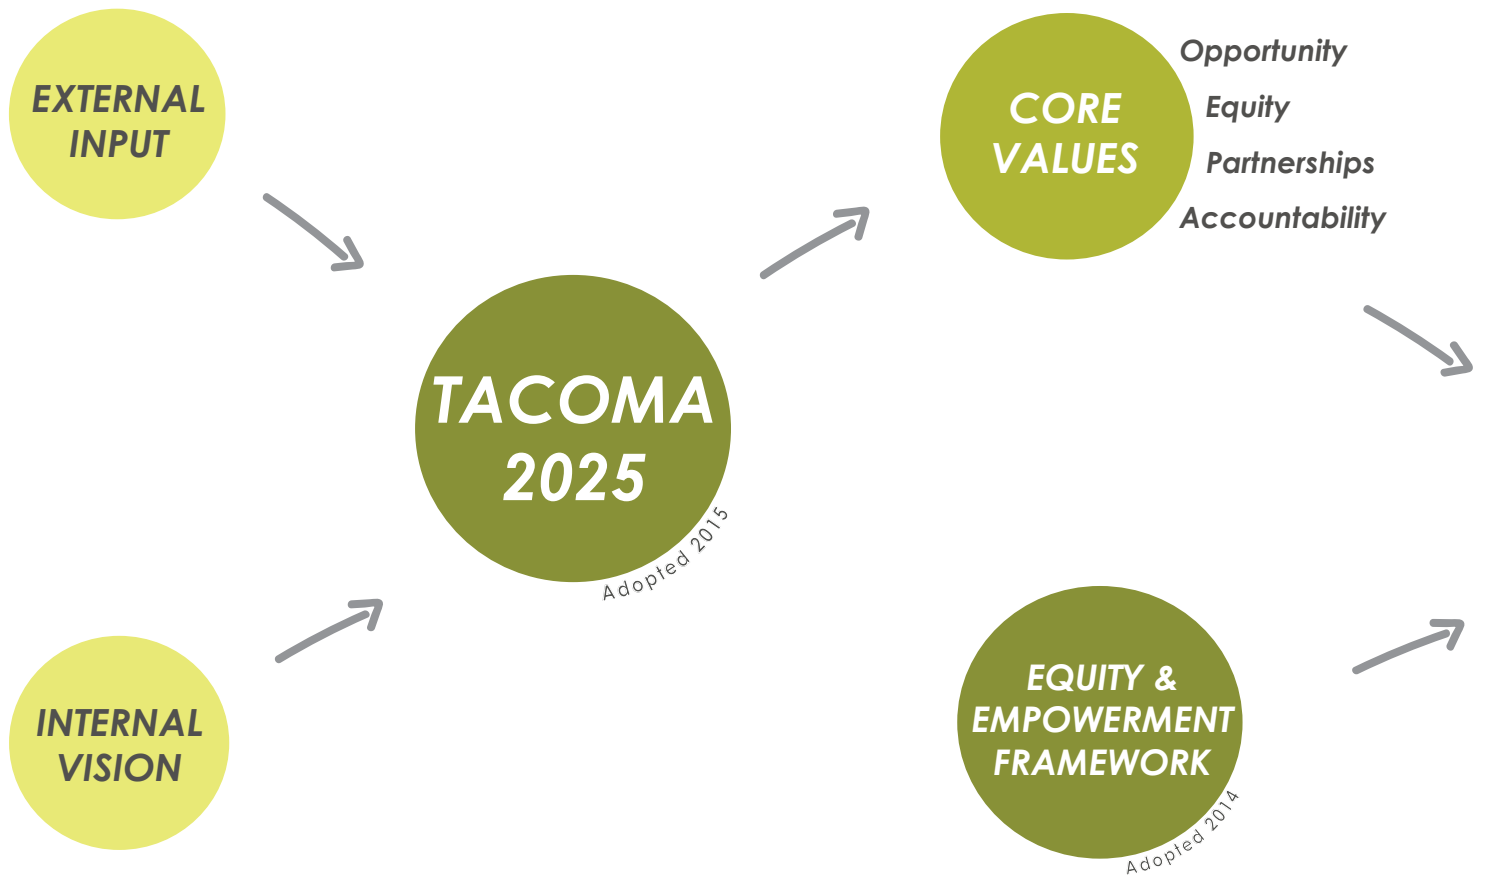 EXTERNAL
INPUT
INTERNAL
VISION
TACOMA
2025
Adopted 2015
CORE
VALUES
Opportunity
Equity
Partnerships
Accountability
EQUITY &
EMPOWERMENT
FRAMEWORK
Adopted 2014